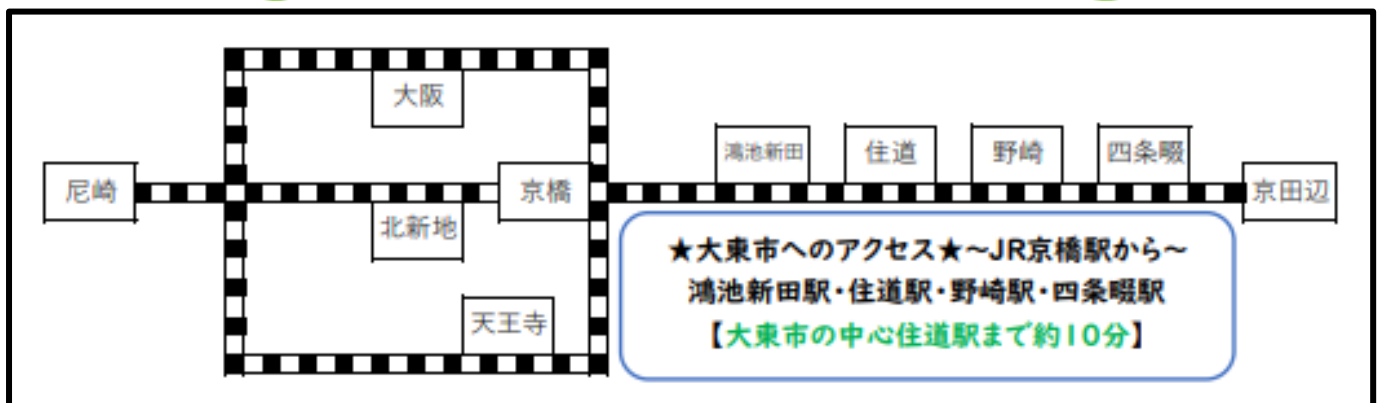 大阪
鴻池新田
住道
野崎
四条畷
尼崎
京橋
京田辺
北新地
天王寺
★大東市へのアクセス★~JR京橋駅から~
鴻池新田駅・住道駅・野崎駅・四条畷駅
【大東市の中心住道駅まで約10分】